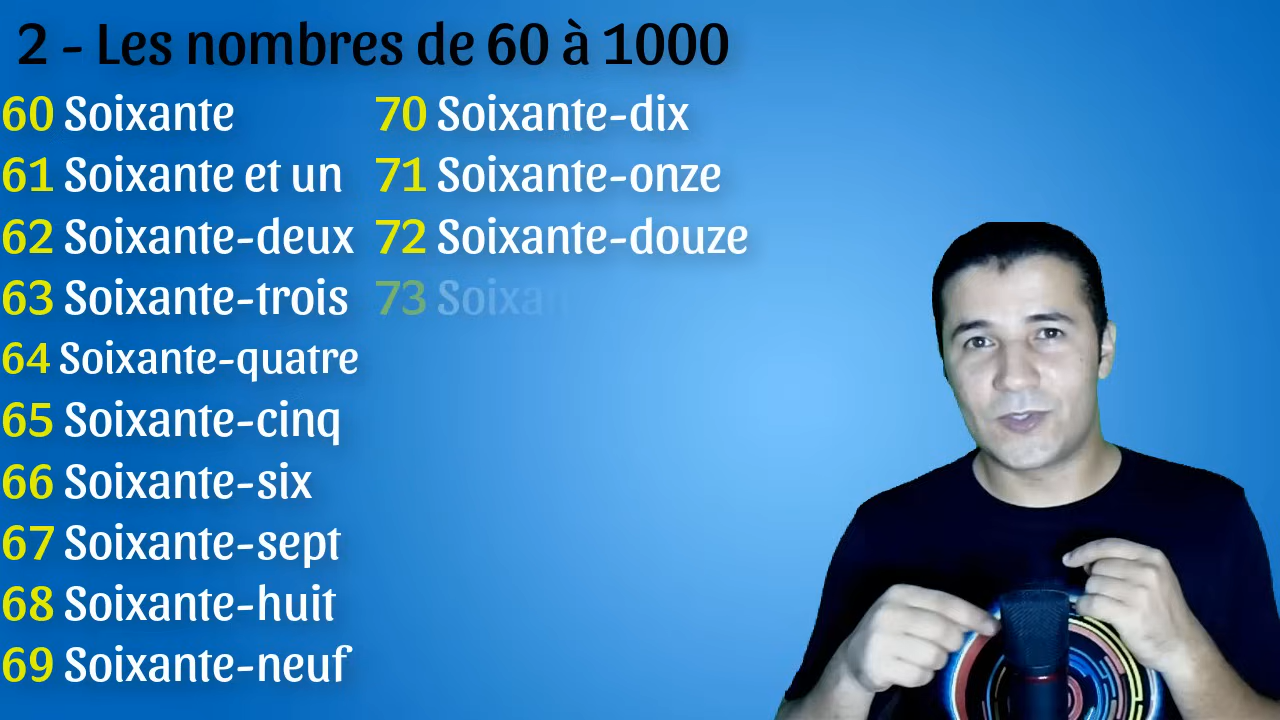 2 - Les nombres de 60 à 1000
60 Soixante
61 Soixante et un
62 Soixante-deux
63 Soixante-trois
64 Soixante-quatre
65 Soixante-cinq
66 Soixante-six
67 Soixante-sept
68 Soixante-huit
69 Soixante-neuf
70 Soixante-dix
71 Soixante-onze
72 Soixante-douze
73 Soixan